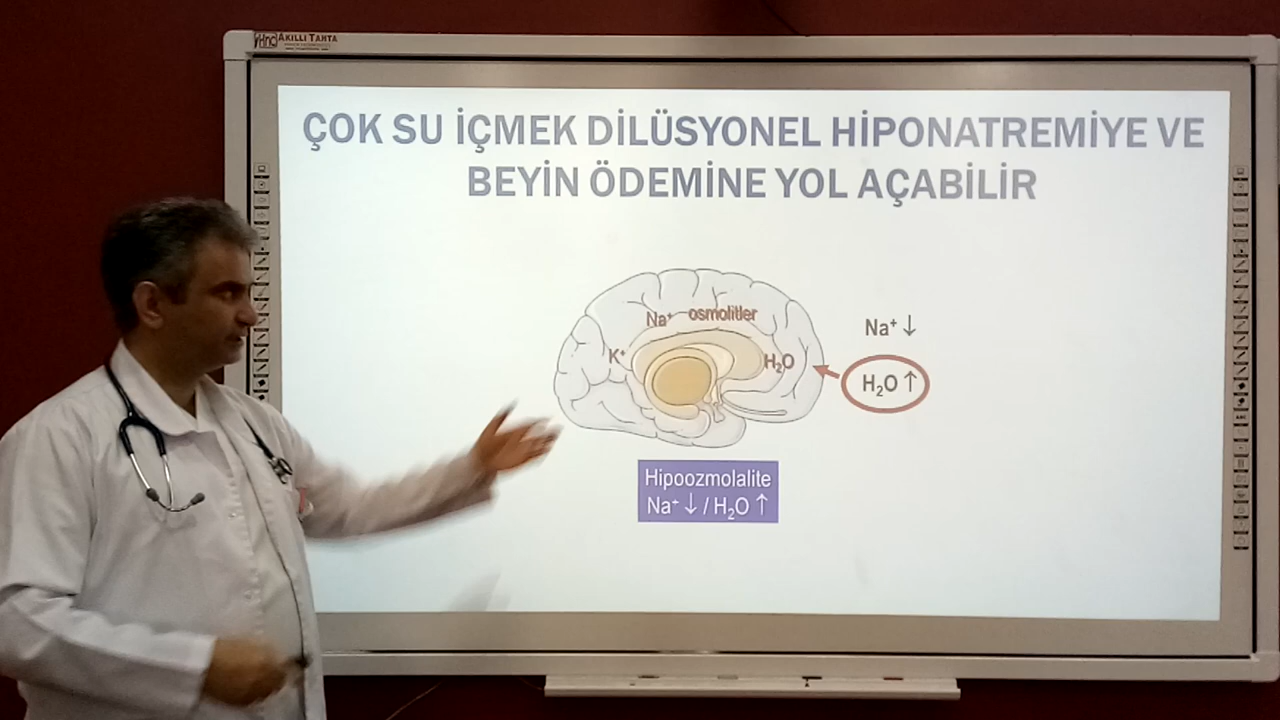 Hnc AKILLI TAHTA
ÇOK SU İÇMEK DİLÜSYONEL HİPONATREMİYE VE
BEYİN ÖDEMİNE YOL AÇABİLİR
Na⁺ osmolitler
K⁺
H₂O
Na⁺ ↓
H₂O ↑
Hipoozmolalite
Na⁺ ↓ / H₂O ↑